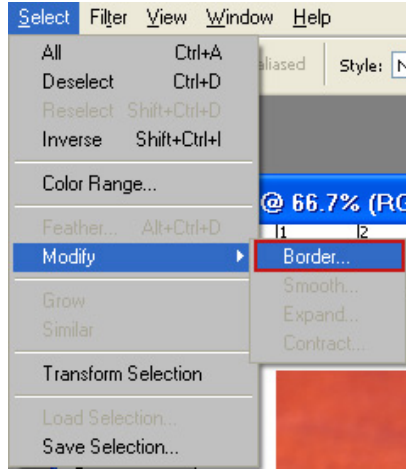 Select Filter View Window Help
All Ctrl+A
aliased Style: N
Deselect Ctrl+D
Reselect Shift+Ctrl+D
Inverse Shift+Ctrl+I
Color Range...
@ 66.7% (RG
Feather... Alt+Ctrl+D
1 2
Modify Border...
Smooth...
Grow Expand...
Similar Contract...
Transform Selection
Load Selection...
Save Selection...